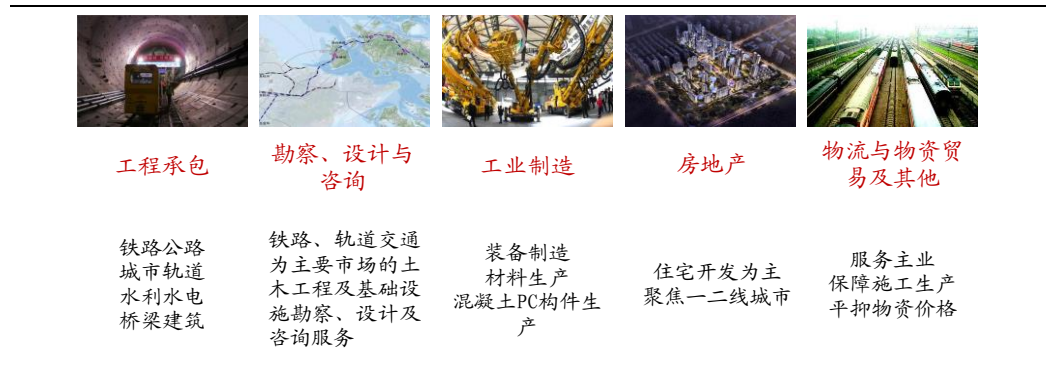 工程承包
勘察、设计与
咨询
工业制造
房地产
物流与物资贸
易及其他
铁路公路
城市轨道
水利水电
桥梁建筑
铁路、轨道交通
为主要市场的土
木工程及基础设
施勘察、设计及
咨询服务
装备制造
材料生产
混凝土PC构件生
产
住宅开发为主
聚焦一二线城市
服务主业
保障施工生产
平抑物资价格